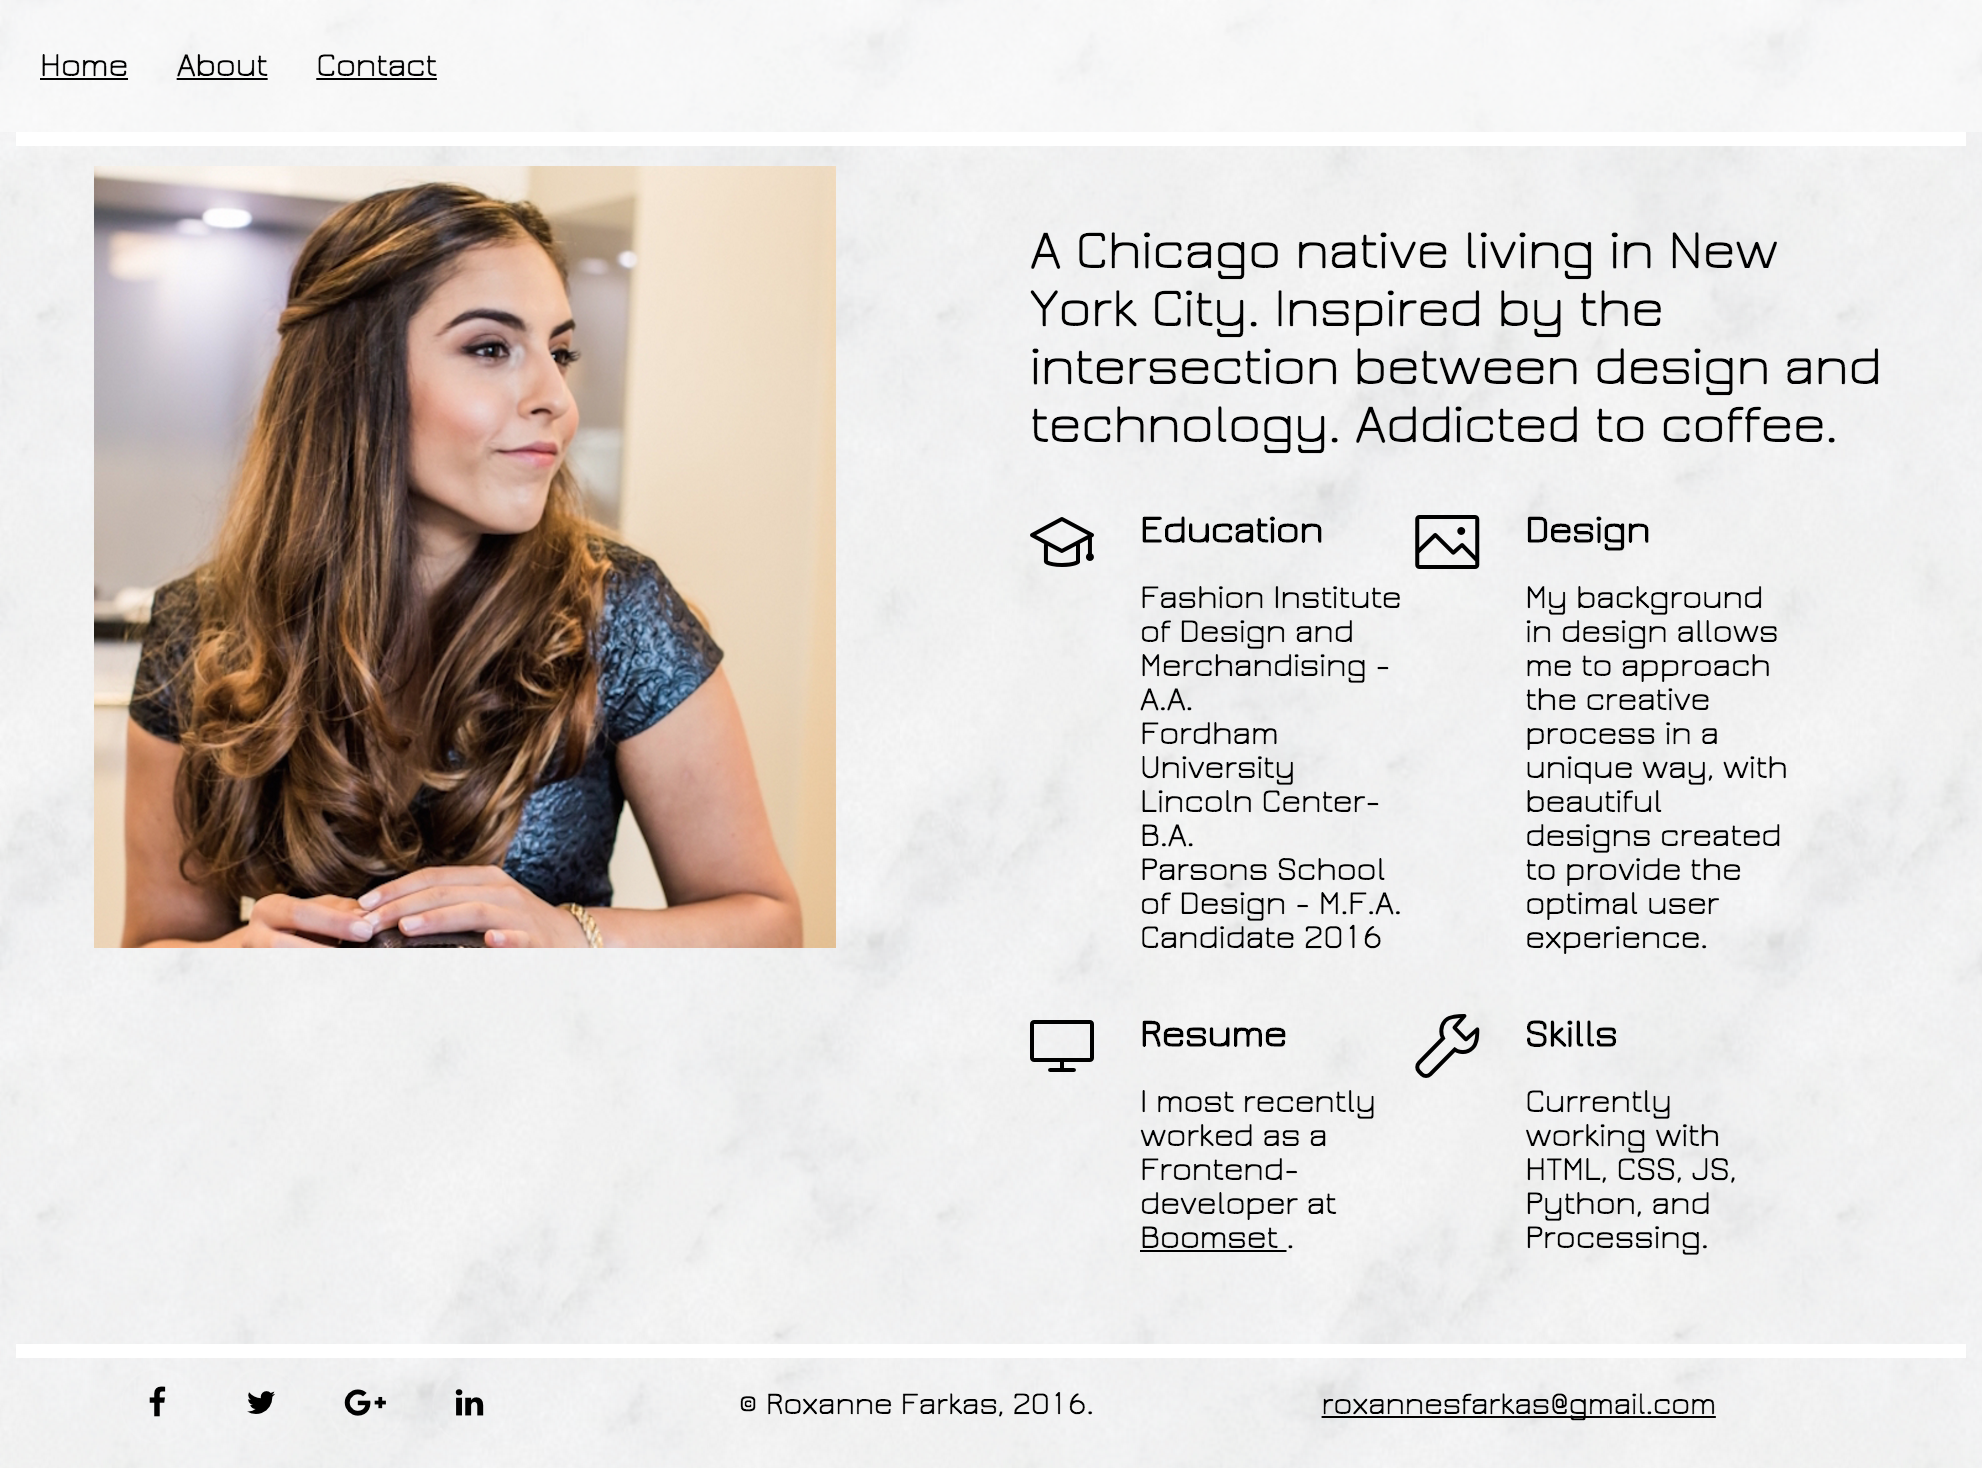 Home About Contact
A Chicago native living in New
York City. Inspired by the
intersection between design and
technology. Addicted to coffee.
Education
Fashion Institute
of Design and
Merchandising -
A.A.
Fordham
University
Lincoln Center-
B.A.
Parsons School
of Design - M.F.A.
Candidate 2016
Design
My background
in design allows
me to approach
the creative
process in a
unique way, with
beautiful
designs created
to provide the
optimal user
experience.
Resume
I most recently
worked as a
Frontend-
developer at
Boomset .
Skills
Currently
working with
HTML, CSS, JS,
Python, and
Processing.
© Roxanne Farkas, 2016.
roxannesfarkas@gmail.com